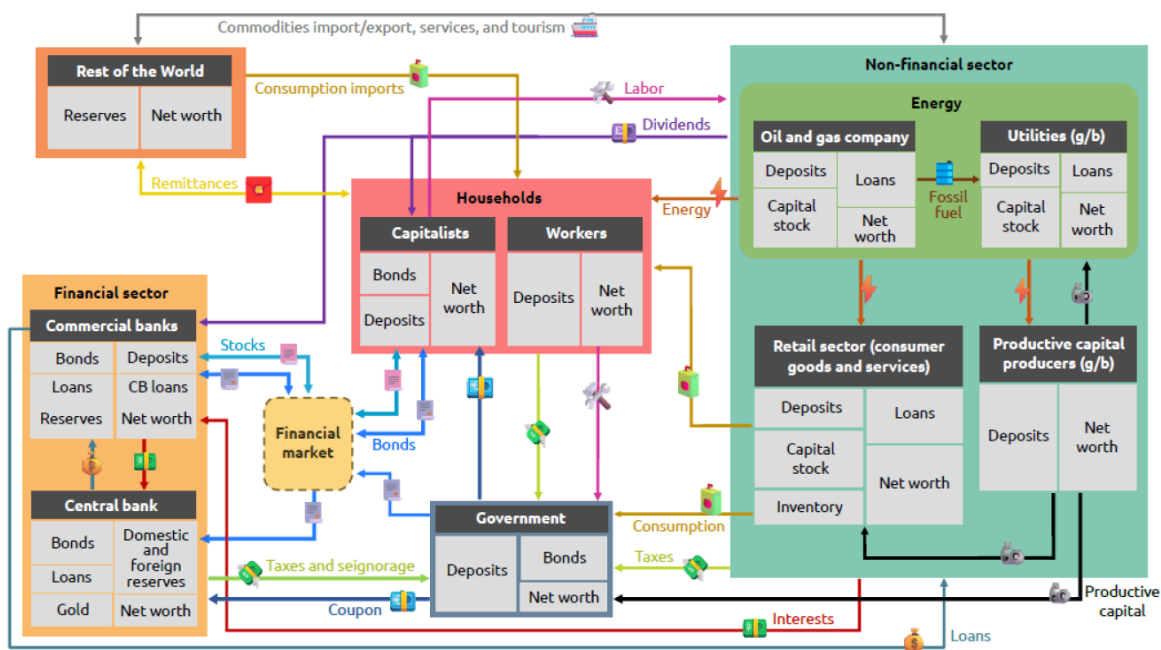 Commodities import/export, services, and tourism
Rest of the World
Reserves
Net worth
Consumption imports
Labor
Dividends
Remittances
Non-financial sector
Energy
Oil and gas company
Deposits
Capital
stock
Loans
Net
worth
Fossil
fuel
Utilities (g/b)
Deposits
Capital
stock
Loans
Net
worth
Energy
Households
Capitalists
Bonds
Deposits
Net
worth
Workers
Deposits
Net
worth
Financial sector
Commercial banks
Bonds
Loans
Reserves
Deposits
CB loans
Net worth
Stocks
Financial
market
Bonds
Retail sector (consumer
goods and services)
Deposits
Capital
stock
Inventory
Loans
Net worth
Productive capital
producers (g/b)
Deposits
Net
worth
Central bank
Bonds
Loans
Gold
Domestic
and
foreign
reserves
Net worth
Government
Deposits
Bonds
Net worth
Consumption
Taxes
Taxes and seignorage
Coupon
Interests
Productive
capital
Loans